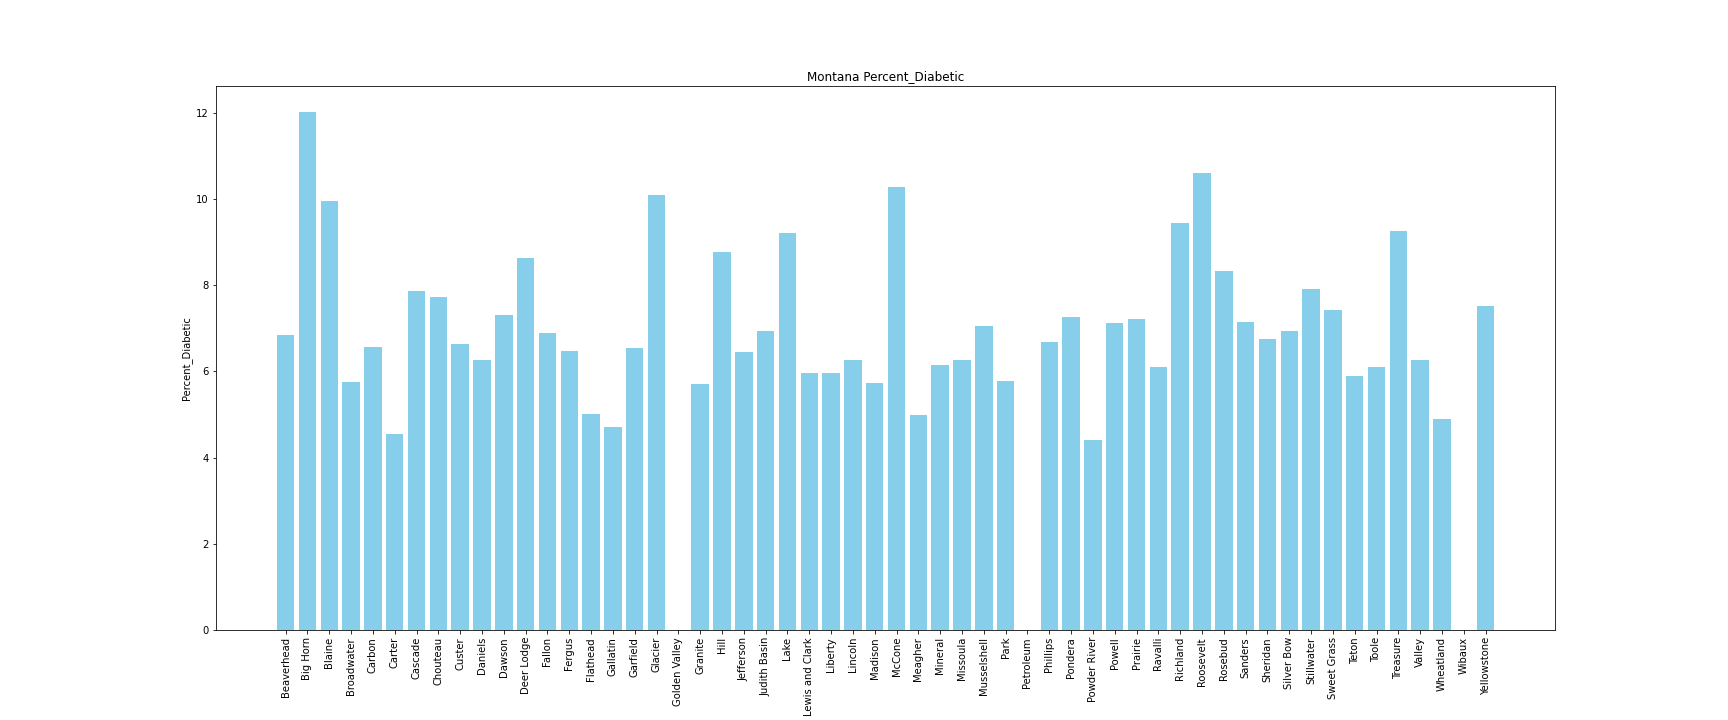 Montana Percent_Diabetic
Percent_Diabetic
12
10
8
6
4
2
0
Beaverhead
Big Horn
Blaine
Broadwater
Carbon
Carter
Cascade
Chouteau
Custer
Daniels
Dawson
Deer Lodge
Fallon
Fergus
Flathead
Gallatin
Garfield
Glacier
Golden Valley
Granite
Hill
Jefferson
Judith Basin
Lake
Lewis and Clark
Liberty
Lincoln
Madison
McCone
Meagher
Mineral
Missoula
Musselshell
Park
Petroleum
Phillips
Pondera
Powder River
Powell
Prairie
Ravalli
Richland
Roosevelt
Rosebud
Sanders
Sheridan
Silver Bow
Stillwater
Sweet Grass
Teton
Toole
Treasure
Valley
Wheatland
Wibaux
Yellowstone